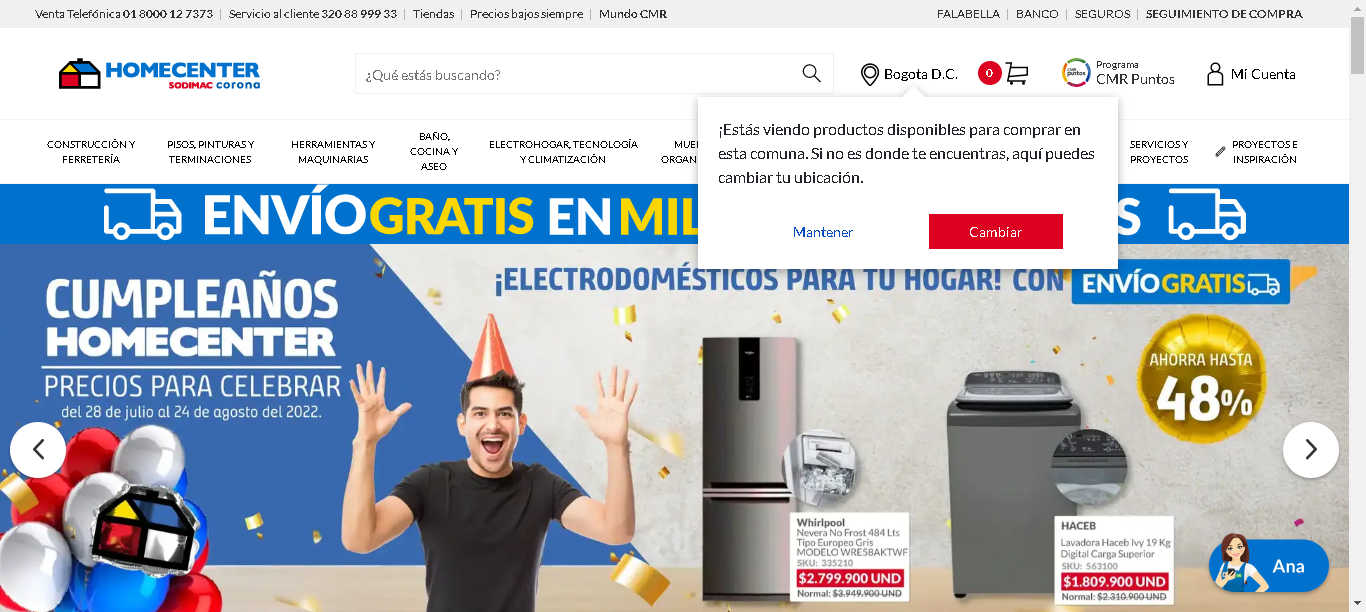 Venta Telefónica 01 8000 12 7373 | Servicio al cliente 320 88 999 33 | Tiendas | Precios bajos siempre | Mundo CMR
FALABELLA | BANCO | SEGUROS | SEGUIMIENTO DE COMPRA
HOMECENTER
SODIMAC corona
¿Qué estás buscando?
Bogota D.C.
0
cmr puntos
Programa
CMR Puntos
Mi Cuenta
CONSTRUCCIÓN Y
FERRETERÍA
PISOS, PINTURAS Y
TERMINACIONES
HERRAMIENTAS Y
MAQUINARIAS
BAÑO,
COCINA Y
ASEO
ELECTROHOGAR, TECNOLOGÍA
Y CLIMATIZACIÓN
MUE
ORGAN
SERVICIOS Y
PROYECTOS
PROYECTOS E
INSPIRACIÓN
¡Estás viendo productos disponibles para comprar en
esta comuna. Si no es donde te encuentras, aquí puedes
cambiar tu ubicación.
Mantener
Cambiar
ENVÍO GRATIS EN MIL
S
CUMPLEAÑOS
HOMECENTER
PRECIOS PARA CELEBRAR
del 28 de julio al 24 de agosto del 2022.
¡ELECTRODOMÉSTICOS PARA TU HOGAR! CON ENVÍO GRATIS
AHORRA HASTA
48%
Whirlpool
Nevera No Frost 484 Lts
Tipo Europeo Gris
MODELO WRE58AKTWF
SKU: 335210
$2.799.900 UND
Normal: $3.949.900 UND
HACEB
Lavadora Haceb Ivy 19 Kg
Digital Carga Superior
SKU: 563100
$1.809.900 UND
Normal: $2.310.900 UND
Ana